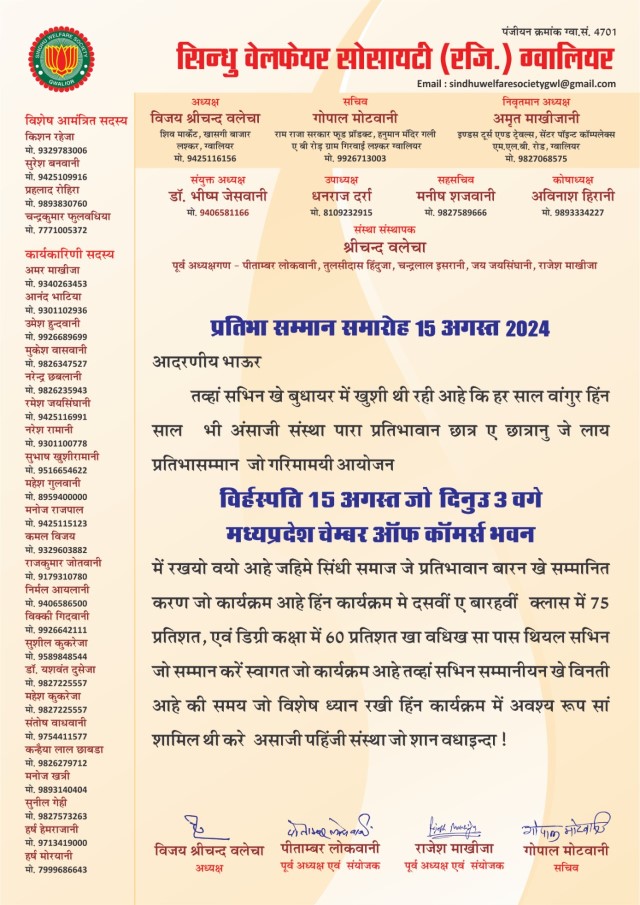 पंजीयन क्रमांक ग्वा.सं. 4701
SINDHU WELFARE SOCIETY
GWALIOR
सिन्धु वेलफेयर सोसायटी (रजि.) ग्वालियर
Email : sindhuwelfaresocietygwl@gmail.com
अध्यक्ष
विजय श्रीचन्द वलेचा
शिव मार्केट, खासगी बाजार
लश्कर, ग्वालियर
मो. 9425116156
सचिव
गोपाल मोटवानी
राम राजा सरकार फूड प्रॉडक्ट, हनुमान मंदिर गली
ए बी रोड़ ग्राम गिरवाई लश्कर ग्वालियर
मो. 9926713003
निवृतमान अध्यक्ष
अमृत माखीजानी
इण्डस टूर्स एण्ड ट्रेवल्स, सेंटर पॉइन्ट कॉम्पलेक्स
एम.एल.बी. रोड, ग्वालियर
मो. 9827068575
संयुक्त अध्यक्ष
डॉ. भीष्म जेसवानी
मो. 9406581166
उपाध्यक्ष
धनराज दर्रा
मो. 8109232915
सहसचिव
मनीष शजवानी
मो. 9827589666
कोषाध्यक्ष
अविनाश हिरानी
मो. 9893334227
संस्था संस्थापक
श्रीचन्द वलेचा
पूर्व अध्यक्षगण - पीताम्बर लोकवानी, तुलसीदास हिंदुजा, चन्द्रलाल इसरानी, जय जयसिंघानी, राजेश माखीजा
विशेष आमंत्रित सदस्य
किशन रहेजा
मो. 9329783006
सुरेश बनवानी
मो. 9425109916
प्रहलाद रोहिरा
मो. 9893830760
चन्द्रकुमार फुलवधिया
मो. 7771005372
कार्यकारिणी सदस्य
अमर माखीजा
मो. 9340263453
आनंद भाटिया
मो. 9301102936
उमेश हुन्दवानी
मो. 9926689699
मुकेश वासवानी
मो. 9826347527
नरेन्द्र छबलानी
मो. 9826235943
रमेश जयसिंघानी
मो. 9425116991
नरेश रामानी
मो. 9301100778
सुभाष खुशीरामानी
मो. 9516654622
महेश गुलवानी
मो. 8959400000
मनोज राजपाल
मो. 9425115123
कमल विजय
मो. 9329603882
राजकुमार जोतवानी
मो. 9179310780
निर्मल आयलानी
मो. 9406586500
विक्की गिदवानी
मो. 9926642111
सुशील कुकरेजा
मो. 9589848544
डॉ. यशवंत दुसेजा
मो. 9827225557
महेश कुकरेजा
मो. 9827225557
संतोष वाधवानी
मो. 9754411577
कन्हैया लाल छाबडा
मो. 9826279712
मनोज खत्री
मो. 9893140404
सुनील गेही
मो. 9827573263
हर्ष हेमराजानी
मो. 9713419000
हर्ष मोरयानी
मो. 7999686643
प्रतिभा सम्मान समारोह 15 अगस्त 2024
आदरणीय भाऊर
तव्हां सभिन खे बुधायर में खुशी थी रही आहे कि हर साल वांगुर हिंन
साल भी अंसाजी संस्था पारा प्रतिभावान छात्र ए छात्रानु जे लाय
प्रतिभासम्मान जो गरिमामयी आयोजन
विर्हस्पति 15 अगस्त जो दिनुउ 3 वगे
मध्यप्रदेश चेम्बर ऑफ कॉमर्स भवन
में रखयो वयो आहे जहिमे सिंधी समाज जे प्रतिभावान बारन खे सम्मानित
करण जो कार्यक्रम आहे हिंन कार्यक्रम मे दसवीं ए बारहवीं क्लास में 75
प्रतिशत, एवं डिग्री कक्षा में 60 प्रतिशत खा वधिख सा पास थियल सभिन
जो सम्मान करें स्वागत जो कार्यक्रम आहे तव्हां सभिन सम्मानीयन खे विनती
आहे की समय जो विशेष ध्यान रखी हिंन कार्यक्रम में अवश्य रूप सां
शामिल थी करे असाजी पहिंजी संस्था जो शान वधाइन्दा !
पीताम्बर लोकवानी
गोपाल मोटवानी
विजय श्रीचन्द वलेचा
अध्यक्ष
पीताम्बर लोकवानी
पूर्व अध्यक्ष एवं संयोजक
राजेश माखीजा
पूर्व अध्यक्ष एवं संयोजक
गोपाल मोटवानी
सचिव